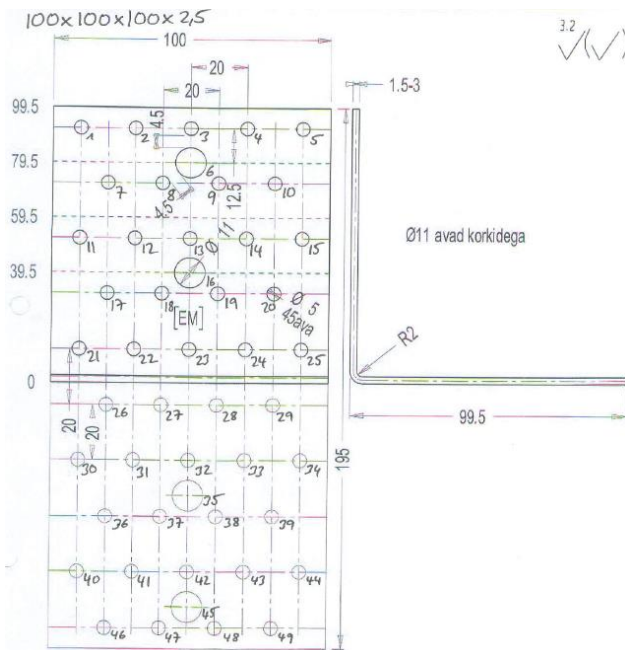 100x100x100x2,5
100
3.2
20
1.5-3
20
99.5
4.5
1 2 3 4 5
79.5
6
7 8 9 10
12.5
4.5
59.5
11 12 13 14 15
Ø 11
Ø11 avad korkidega
39.5
16
17 18 19 20
Ø 5
45ava
[EM]
R2
21 22 23 24 25
0
26 27 28 29
99.5
20
20
30 31 32 33 34
195
35
36 37 38 39
40 41 42 43 44
45
46 47 48 49